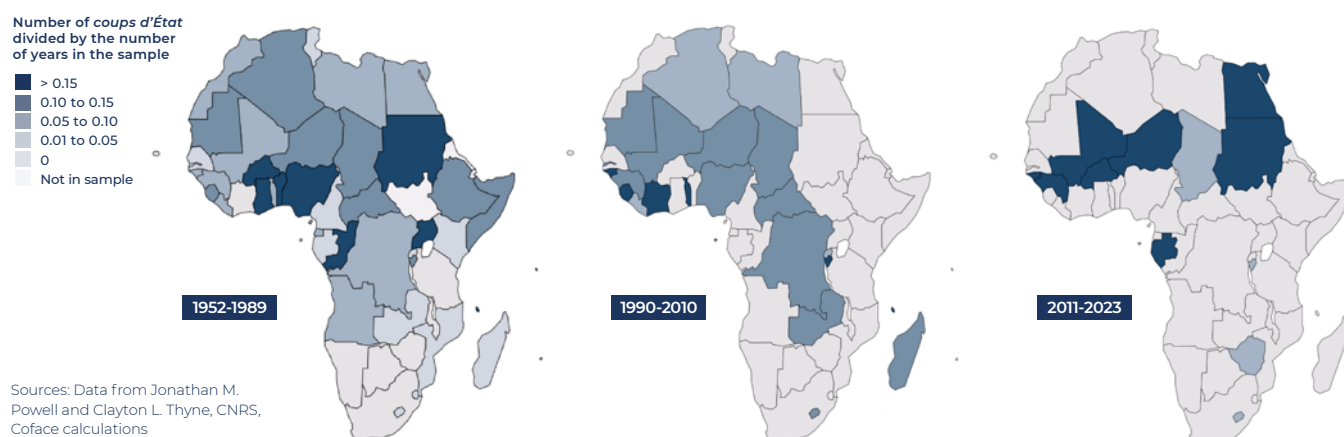 Number of coups d’État
divided by the number
of years in the sample
> 0.15
0.10 to 0.15
0.05 to 0.10
0.01 to 0.05
0
Not in sample
1952-1989
1990-2010
2011-2023
Sources: Data from Jonathan M.
Powell and Clayton L. Thyne, CNRS,
Coface calculations